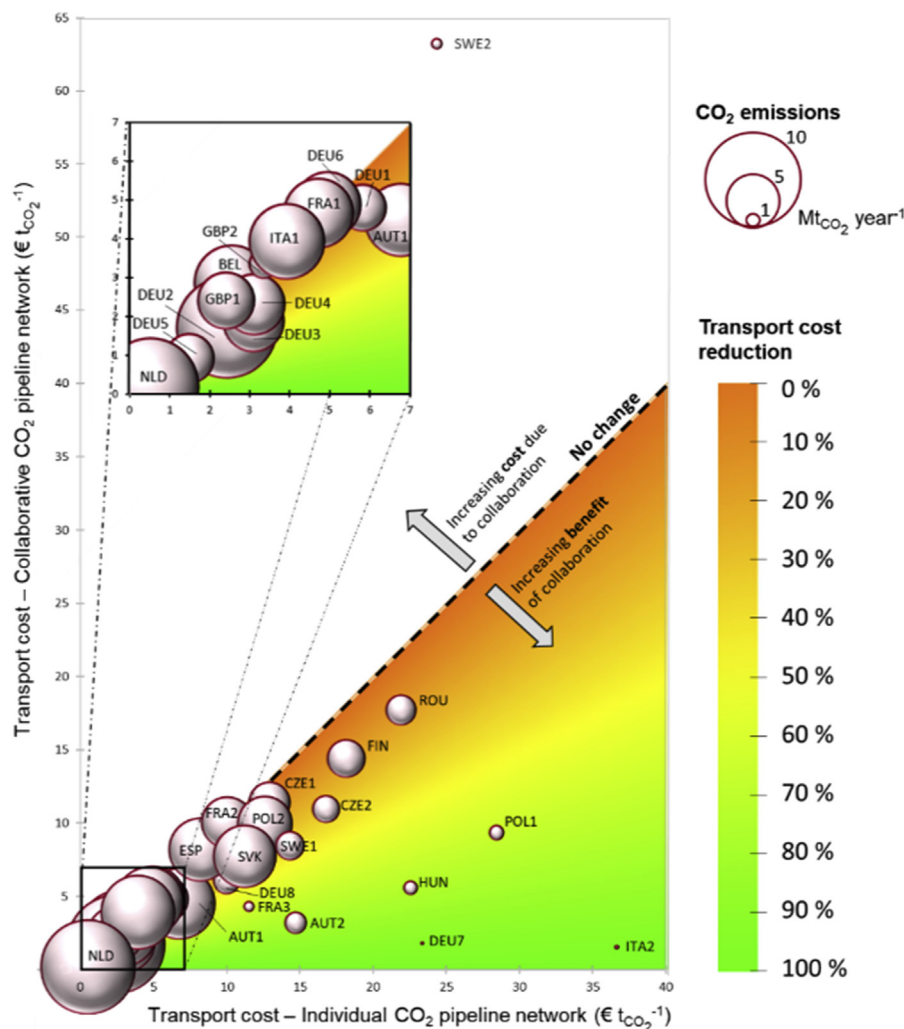 65
60
55
50
45
40
35
30
25
20
15
10
5
0
5
10
15
20
25
30
35
40
Transport cost – Collaborative CO₂ pipeline network (€ t_CO₂⁻¹)
Transport cost – Individual CO₂ pipeline network (€ t_CO₂⁻¹)
SWE2
7
6
5
4
3
2
1
0
0
1
2
3
4
5
6
7
DEU6
DEU1
FRA1
GBP2
ITA1
AUT1
BEL
DEU2
GBP1
DEU4
DEU5
DEU3
NLD
No change
Increasing cost due
to collaboration
Increasing benefit
of collaboration
ROU
FIN
CZE1
CZE2
FRA2
POL2
POL1
ESP
SVK
SWE1
DEU8
HUN
FRA3
AUT1
AUT2
DEU7
ITA2
NLD
CO₂ emissions
10
5
1
Mt_CO₂ year⁻¹
Transport cost
reduction
0 %
10 %
20 %
30 %
40 %
50 %
60 %
70 %
80 %
90 %
100 %